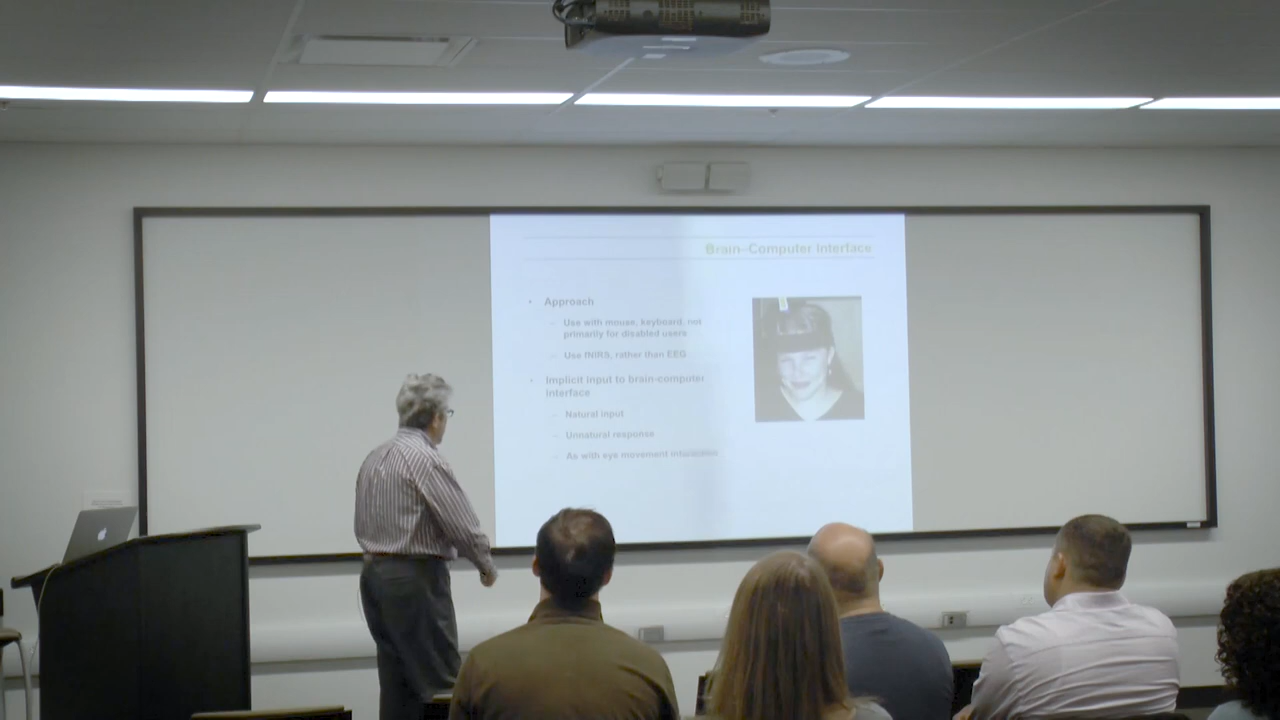 Brain–Computer Interface
• Approach
– Use with mouse, keyboard, not
primarily for disabled users
– Use fNIRS, rather than EEG
• Implicit input to brain-computer
interface
– Natural input
– Unnatural response
– As with eye movement interaction